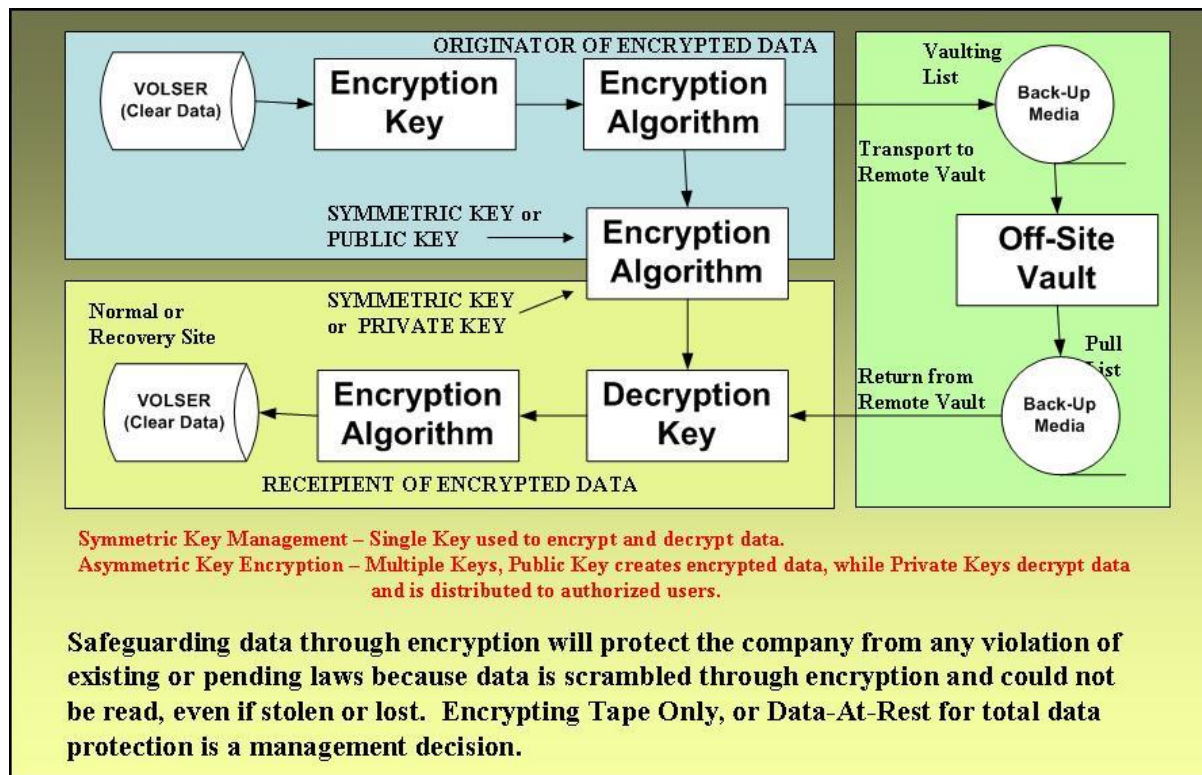 ORIGINATOR OF ENCRYPTED DATA
VOLSER
(Clear Data)
Encryption
Key
Encryption
Algorithm
Vaulting
List
Back-Up
Media
Transport to
Remote Vault
SYMMETRIC KEY or
PUBLIC KEY
Encryption
Algorithm
Off-Site
Vault
SYMMETRIC KEY
or PRIVATE KEY
Normal or
Recovery Site
Pull
List
VOLSER
(Clear Data)
Encryption
Algorithm
Decryption
Key
Return from
Remote Vault
Back-Up
Media
RECEIPIENT OF ENCRYPTED DATA
Symmetric Key Management – Single Key used to encrypt and decrypt data.
Asymmetric Key Encryption – Multiple Keys, Public Key creates encrypted data, while Private Keys decrypt data
and is distributed to authorized users.
Safeguarding data through encryption will protect the company from any violation of
existing or pending laws because data is scrambled through encryption and could not
be read, even if stolen or lost. Encrypting Tape Only, or Data-At-Rest for total data
protection is a management decision.